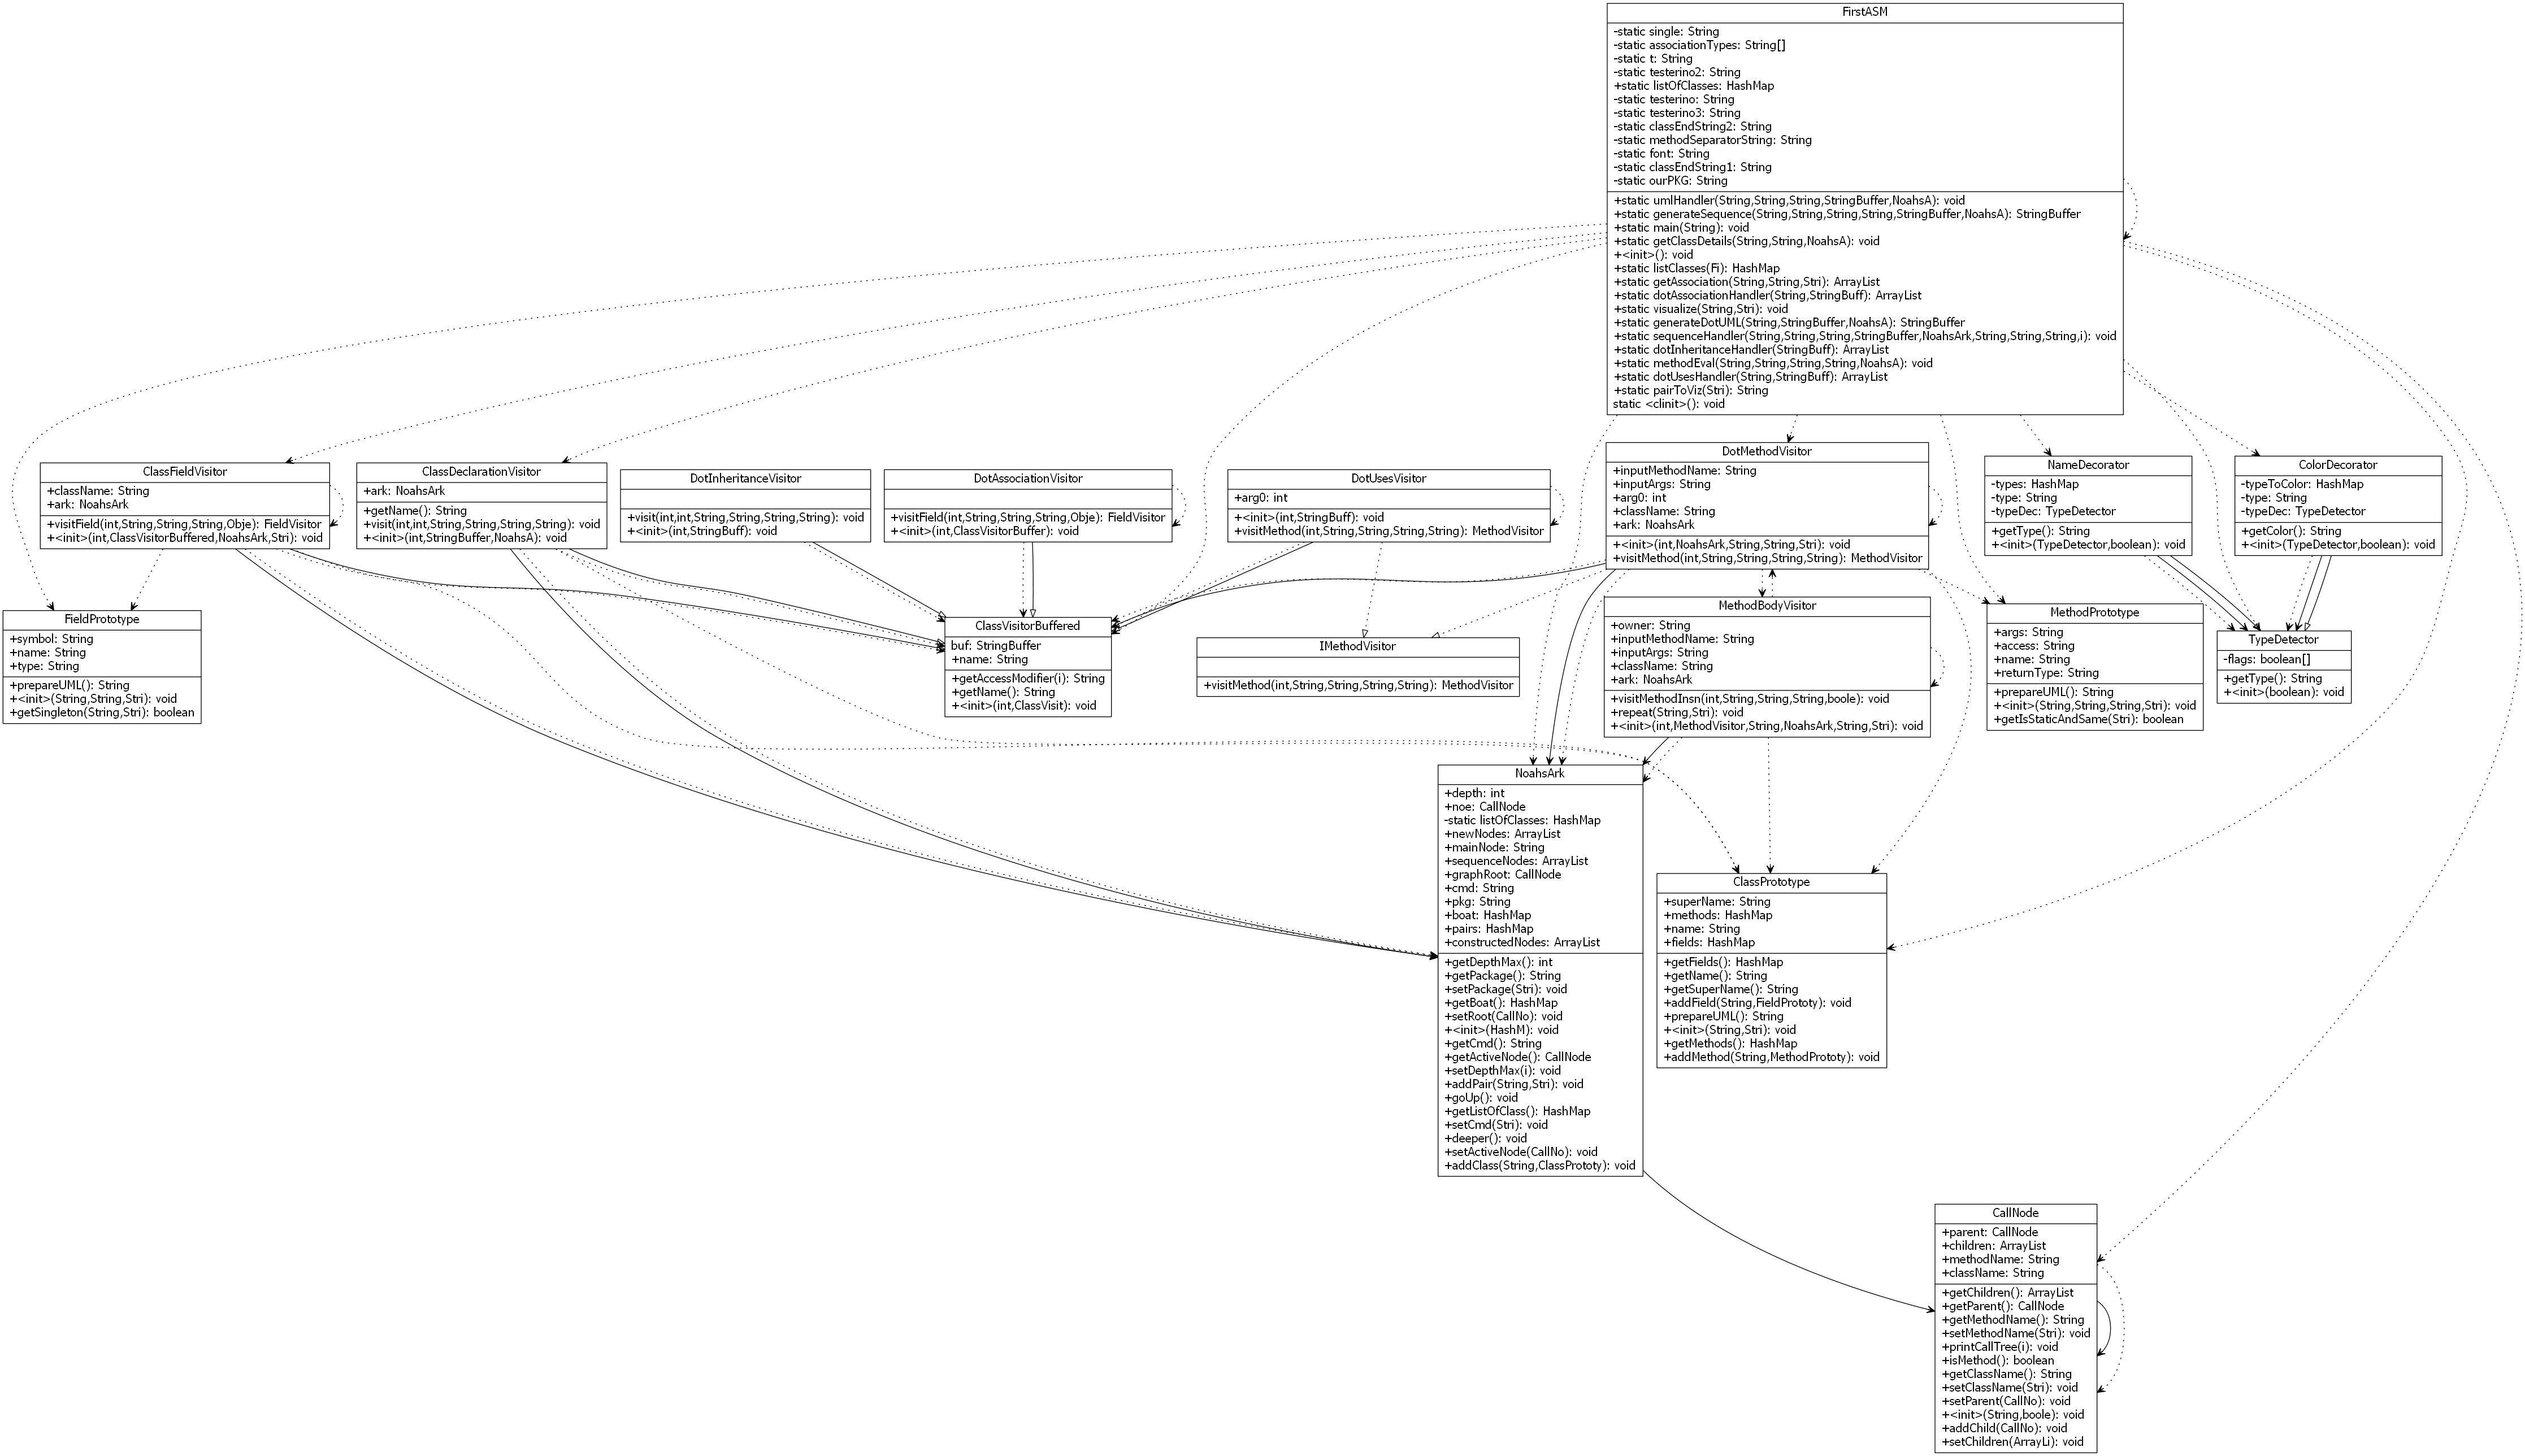 FirstASM
-static single: String
-static associationTypes: String[]
-static t: String
-static testerino2: String
+static listOfClasses: HashMap
-static testerino: String
-static testerino3: String
-static classEndString2: String
-static methodSeparatorString: String
-static font: String
-static classEndString1: String
-static ourPKG: String
+static umlHandler(String,String,String,StringBuffer,NoahsA): void
+static generateSequence(String,String,String,String,StringBuffer,NoahsA): StringBuffer
+static main(String): void
+static getClassDetails(String,String,NoahsA): void
+<init>(): void
+static listClasses(Fi): HashMap
+static getAssociation(String,String,Stri): ArrayList
+static dotAssociationHandler(String,StringBuff): ArrayList
+static visualize(String,Stri): void
+static generateDotUML(String,StringBuffer,NoahsA): StringBuffer
+static sequenceHandler(String,String,String,StringBuffer,NoahsArk,String,String,String,i): void
+static dotInheritanceHandler(StringBuff): ArrayList
+static methodEval(String,String,String,String,NoahsA): void
+static dotUsesHandler(String,StringBuff): ArrayList
+static pairToViz(Stri): String
static <clinit>(): void
ClassFieldVisitor
+className: String
+ark: NoahsArk
+visitField(int,String,String,String,Obje): FieldVisitor
+<init>(int,ClassVisitorBuffered,NoahsArk,Stri): void
ClassDeclarationVisitor
+ark: NoahsArk
+getName(): String
+visit(int,int,String,String,String,String): void
+<init>(int,StringBuffer,NoahsA): void
DotInheritanceVisitor
+visit(int,int,String,String,String,String): void
+<init>(int,StringBuff): void
DotAssociationVisitor
+visitField(int,String,String,String,Obje): FieldVisitor
+<init>(int,ClassVisitorBuffer): void
DotUsesVisitor
+arg0: int
+<init>(int,StringBuff): void
+visitMethod(int,String,String,String,String): MethodVisitor
DotMethodVisitor
+inputMethodName: String
+inputArgs: String
+arg0: int
+className: String
+ark: NoahsArk
+<init>(int,NoahsArk,String,String,Stri): void
+visitMethod(int,String,String,String,String): MethodVisitor
NameDecorator
-types: HashMap
-type: String
-typeDec: TypeDetector
+getType(): String
+<init>(TypeDetector,boolean): void
ColorDecorator
-typeToColor: HashMap
-type: String
-typeDec: TypeDetector
+getColor(): String
+<init>(TypeDetector,boolean): void
FieldPrototype
+symbol: String
+name: String
+type: String
+prepareUML(): String
+<init>(String,String,Stri): void
+getSingleton(String,Stri): boolean
ClassVisitorBuffered
buf: StringBuffer
+name: String
+getAccessModifier(i): String
+getName(): String
+<init>(int,ClassVisit): void
IMethodVisitor
+visitMethod(int,String,String,String,String): MethodVisitor
MethodBodyVisitor
+owner: String
+inputMethodName: String
+inputArgs: String
+className: String
+ark: NoahsArk
+visitMethodInsn(int,String,String,String,boole): void
+repeat(String,Stri): void
+<init>(int,MethodVisitor,String,NoahsArk,String,Stri): void
MethodPrototype
+args: String
+access: String
+name: String
+returnType: String
+prepareUML(): String
+<init>(String,String,String,Stri): void
+getIsStaticAndSame(Stri): boolean
TypeDetector
-flags: boolean[]
+getType(): String
+<init>(boolean): void
NoahsArk
+depth: int
+noe: CallNode
-static listOfClasses: HashMap
+newNodes: ArrayList
+mainNode: String
+sequenceNodes: ArrayList
+graphRoot: CallNode
+cmd: String
+pkg: String
+boat: HashMap
+pairs: HashMap
+constructedNodes: ArrayList
+getDepthMax(): int
+getPackage(): String
+setPackage(Stri): void
+getBoat(): HashMap
+setRoot(CallNo): void
+<init>(HashM): void
+getCmd(): String
+getActiveNode(): CallNode
+setDepthMax(i): void
+addPair(String,Stri): void
+goUp(): void
+getListOfClass(): HashMap
+setCmd(Stri): void
+deeper(): void
+setActiveNode(CallNo): void
+addClass(String,ClassPrototy): void
ClassPrototype
+superName: String
+methods: HashMap
+name: String
+fields: HashMap
+getFields(): HashMap
+getName(): String
+getSuperName(): String
+addField(String,FieldPrototy): void
+prepareUML(): String
+<init>(String,Stri): void
+getMethods(): HashMap
+addMethod(String,MethodPrototy): void
CallNode
+parent: CallNode
+children: ArrayList
+methodName: String
+className: String
+getChildren(): ArrayList
+getParent(): CallNode
+getMethodName(): String
+setMethodName(Stri): void
+printCallTree(i): void
+isMethod(): boolean
+getClassName(): String
+setClassName(Stri): void
+setParent(CallNo): void
+<init>(String,boole): void
+addChild(CallNo): void
+setChildren(ArrayLi): void